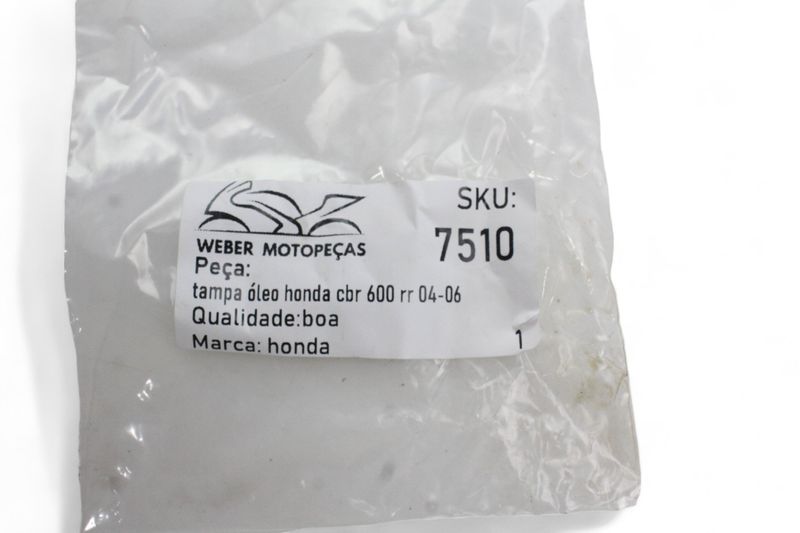 SKU:
7510
WEBER MOTOPEÇAS
Peça:
tampa óleo honda cbr 600 rr 04-06
Qualidade:boa
Marca: honda 1